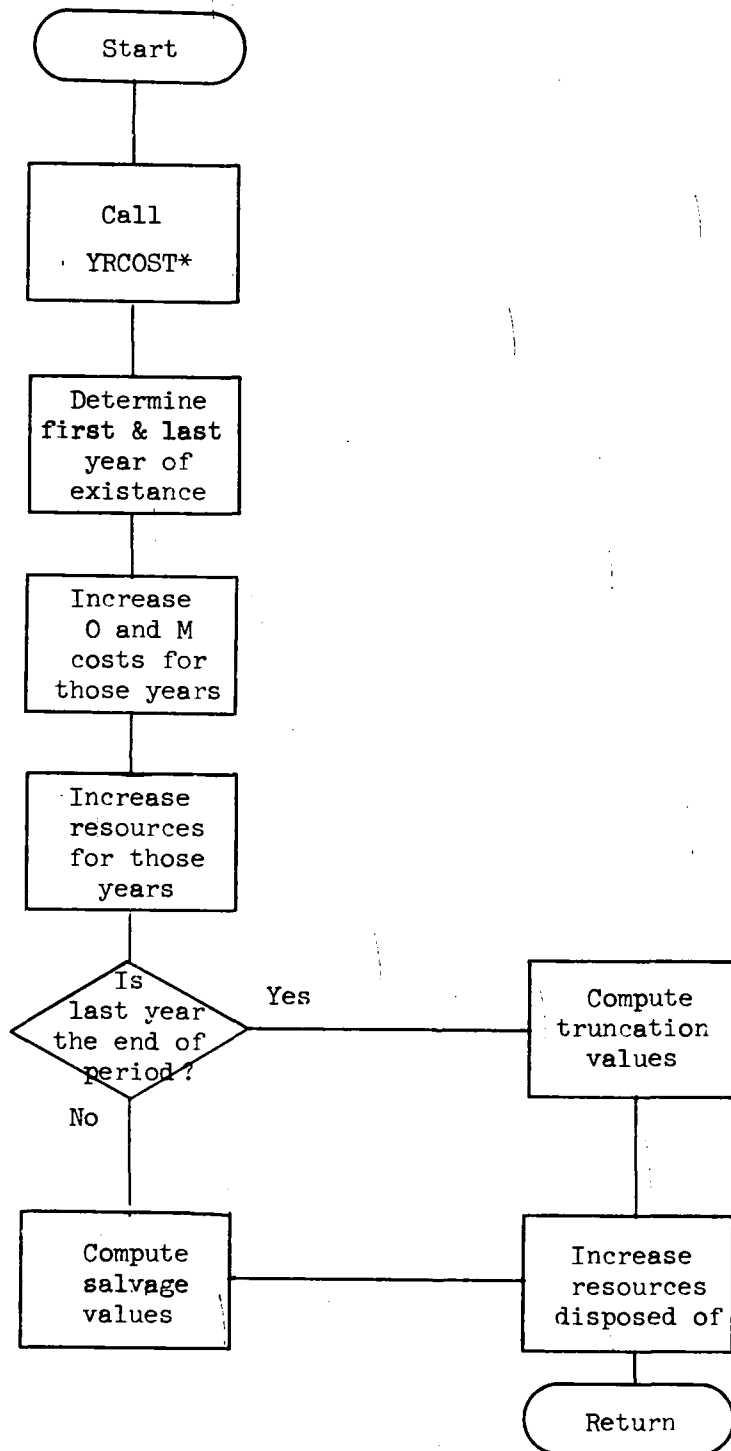 Start
Call
YRCOST*
Determine
first & last
year of
existance
Increase
O and M
costs for
those years
Increase
resources
for those
years
Is
last year
the end of
period?
Yes
No
Compute
truncation
values
Compute
salvage
values
Increase
resources
disposed of
Return